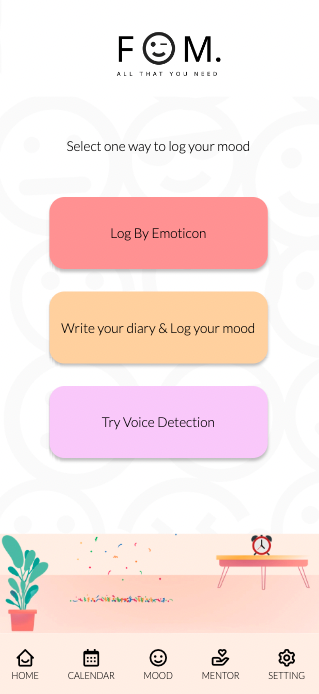 FOM.
ALL THAT YOU NEED
Select one way to log your mood
Log By Emoticon
Write your diary & Log your mood
Try Voice Detection
HOME
CALENDAR
MOOD
MENTOR
SETTING